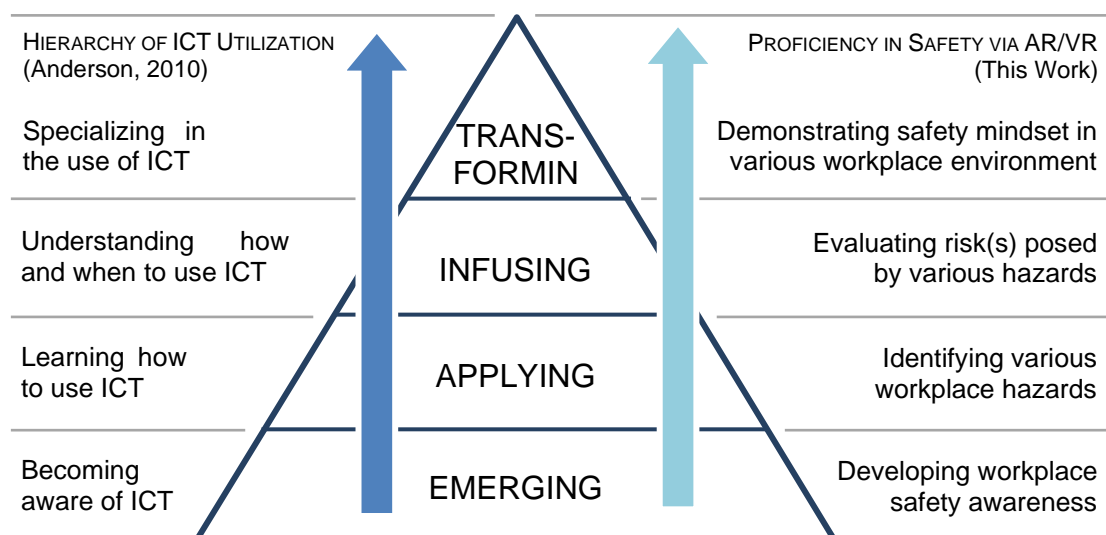 HIERARCHY OF ICT UTILIZATION
(Anderson, 2010)
PROFICIENCY IN SAFETY VIA AR/VR
(This Work)
Specializing in
the use of ICT
TRANS-
FORMIN
Demonstrating safety mindset in
various workplace environment
Understanding how
and when to use ICT
INFUSING
Evaluating risk(s) posed
by various hazards
Learning how
to use ICT
APPLYING
Identifying various
workplace hazards
Becoming
aware of ICT
EMERGING
Developing workplace
safety awareness